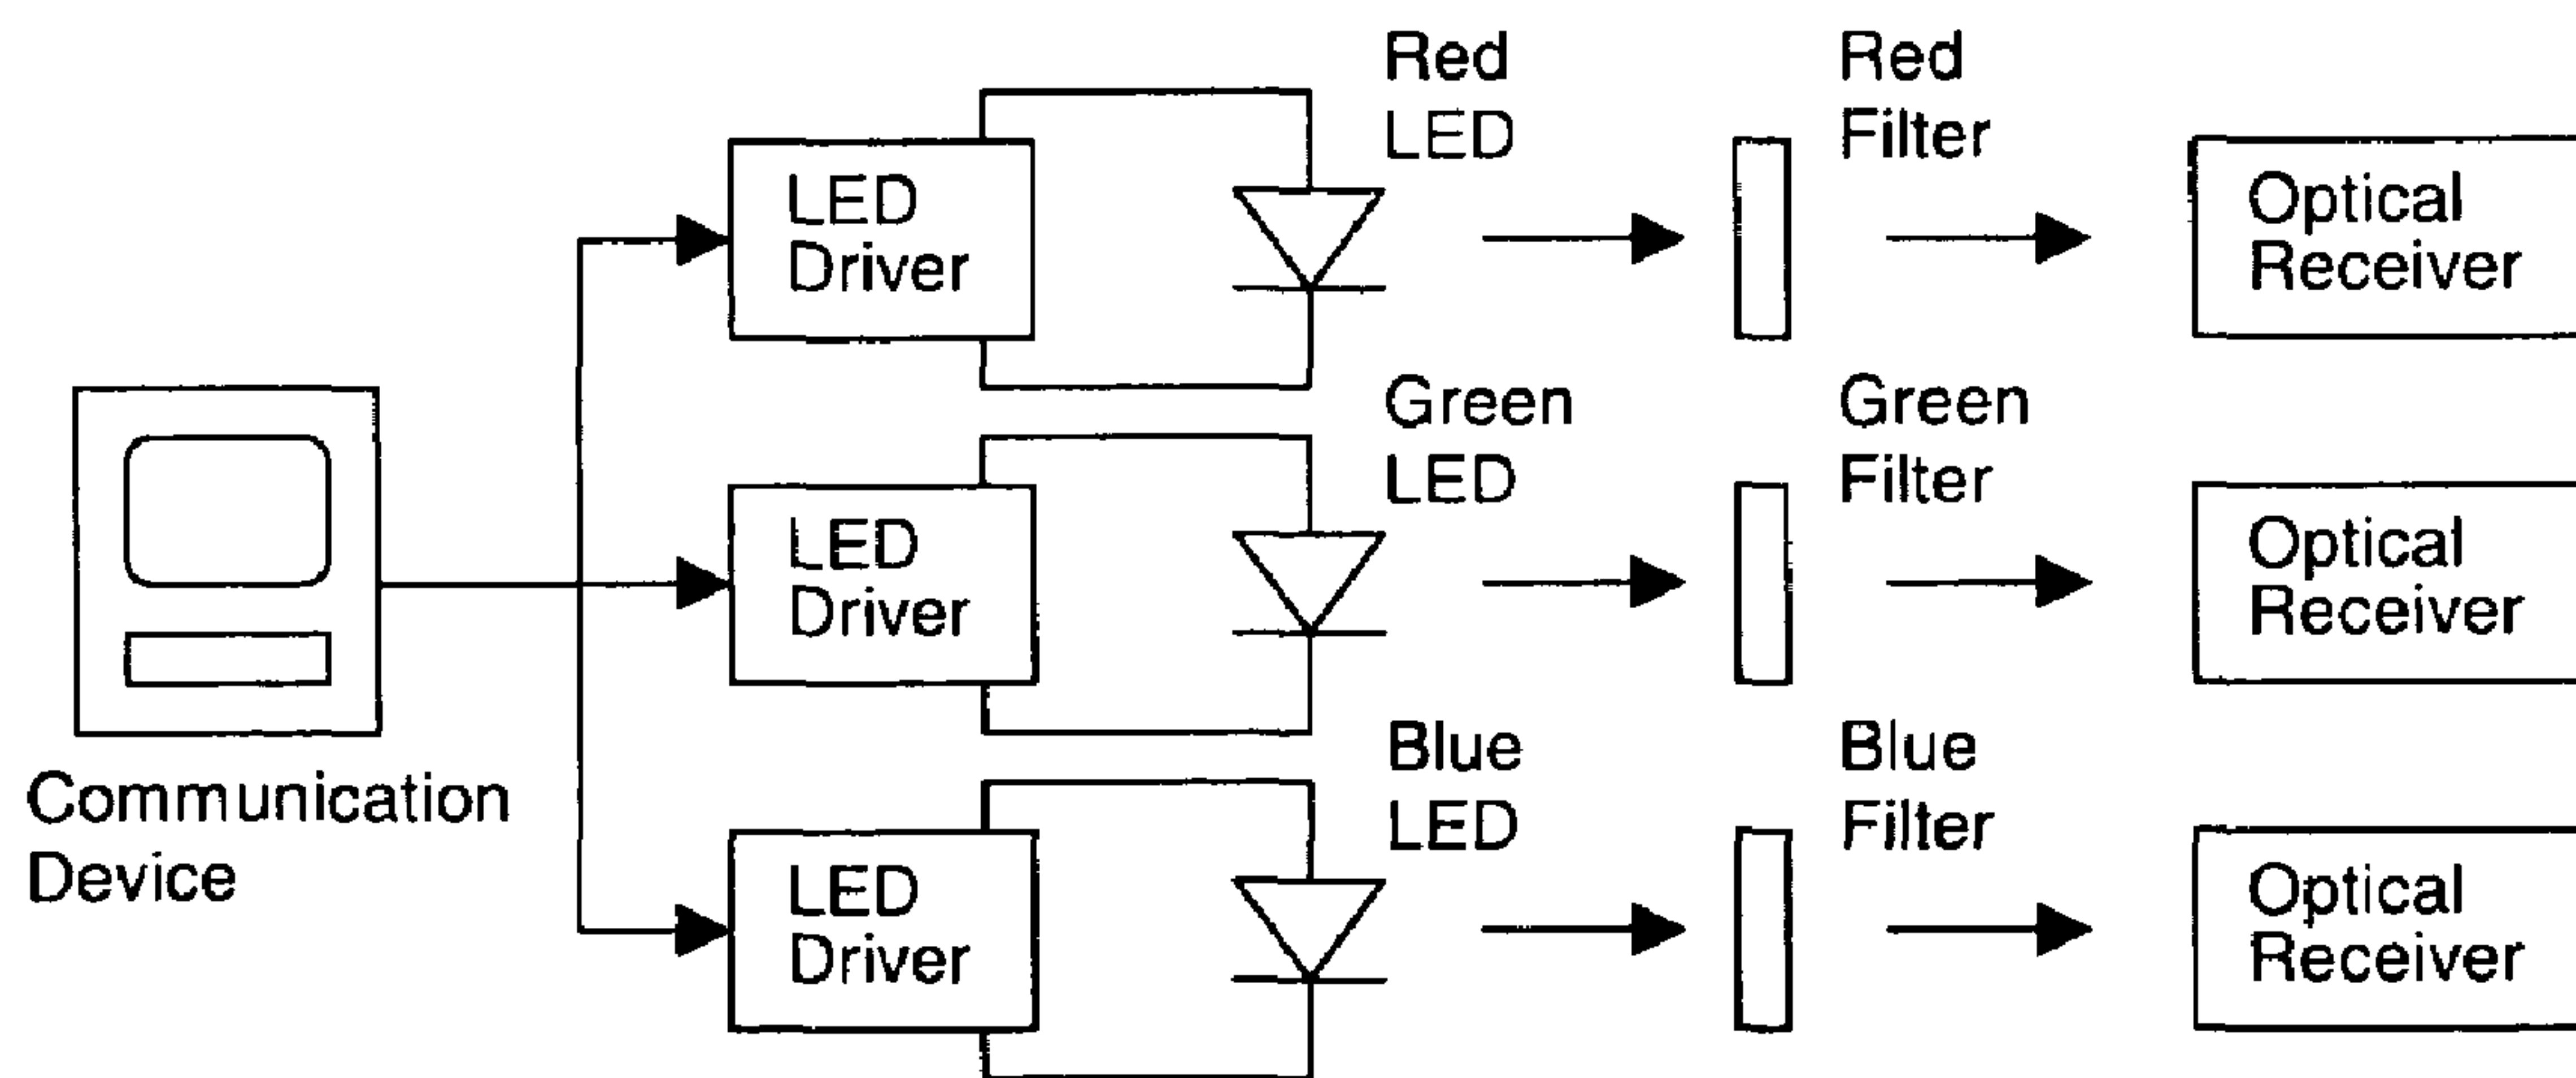 Red
LED
Red
Filter
LED
Driver
Optical
Receiver
Green
LED
Green
Filter
LED
Driver
Optical
Receiver
Communication
Device
Blue
LED
Blue
Filter
LED
Driver
Optical
Receiver